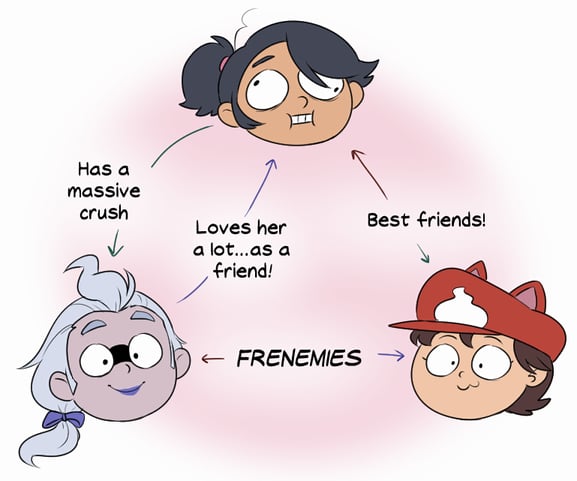 Has a
massive
crush
Loves her
a lot...as a
friend!
Best friends!
FRENEMIES